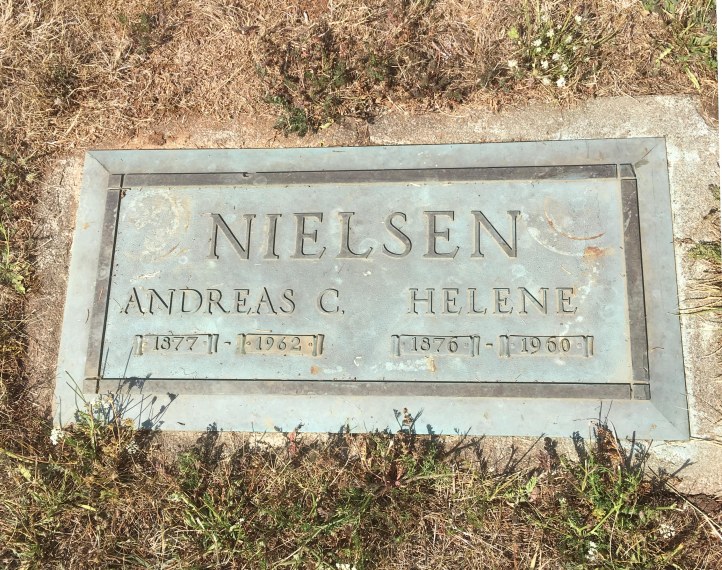 NIELSEN
ANDREAS C. HELENE
1877 - 1962 1876 - 1960